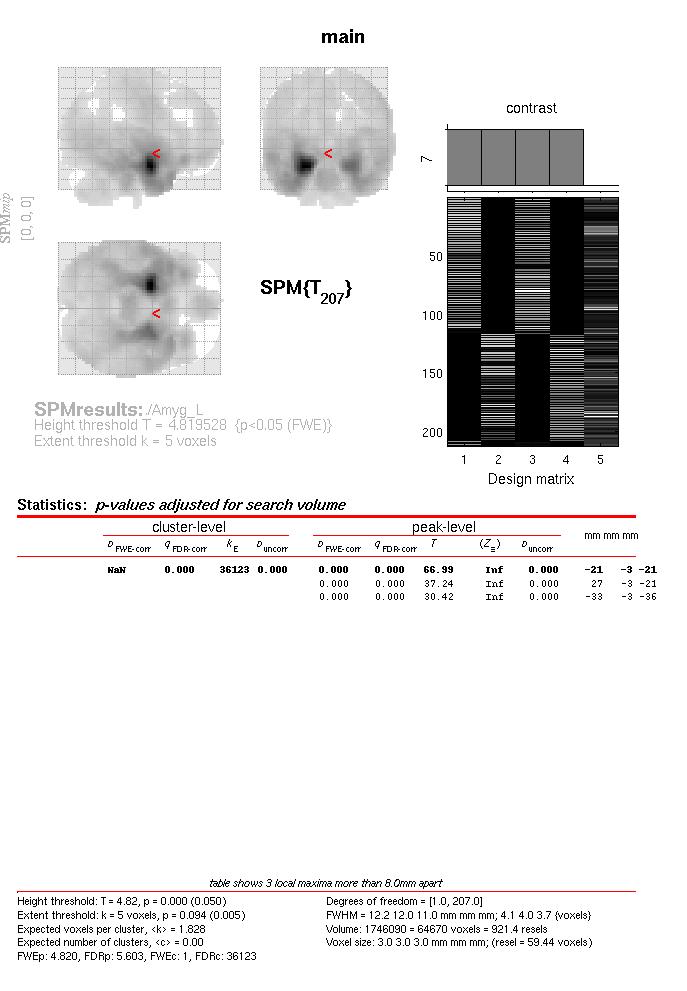 main
contrast
7
SPMmip
[0, 0, 0]
<
<
<
SPM{T207}
50
100
150
200
1 2 3 4 5
Design matrix
SPMresults: ./Amyg_L
Height threshold T = 4.819528 {p<0.05 (FWE)}
Extent threshold k = 5 voxels
Statistics: p-values adjusted for search volume
cluster-level peak-level mm mm mm
p FWE-corr q FDR-corr k E p uncorr p FWE-corr q FDR-corr T (Z≡) p uncorr
NaN 0.000 36123 0.000 0.000 0.000 66.99 Inf 0.000 -21 -3 -21
0.000 0.000 37.24 Inf 0.000 27 -3 -21
0.000 0.000 30.42 Inf 0.000 -33 -3 -36
table shows 3 local maxima more than 8.0mm apart
Height threshold: T = 4.82, p = 0.000 (0.050)
Extent threshold: k = 5 voxels, p = 0.094 (0.005)
Expected voxels per cluster, <k> = 1.828
Expected number of clusters, <c> = 0.00
FWEp: 4.820, FDRp: 5.603, FWEc: 1, FDRc: 36123
Degrees of freedom = [1.0, 207.0]
FWHM = 12.2 12.0 11.0 mm mm mm; 4.1 4.0 3.7 {voxels}
Volume: 1746090 = 64670 voxels = 921.4 resels
Voxel size: 3.0 3.0 3.0 mm mm mm; (resel = 59.44 voxels)